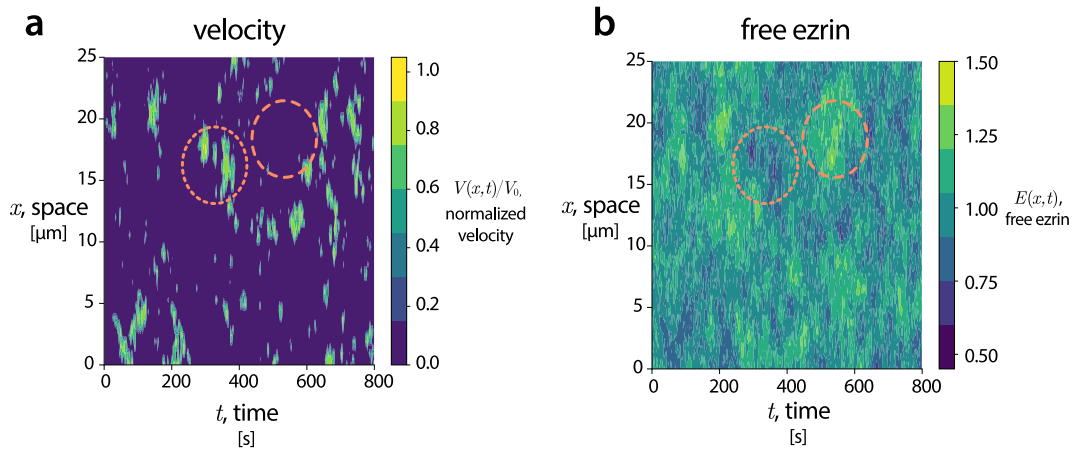 a
velocity
25
20
15
10
5
0
x, space
[μm]
0
200
400
600
800
t, time
[s]
1.0
0.8
0.6
0.4
0.2
0.0
V(x,t)/V₀,
normalized
velocity
b
free ezrin
25
20
15
10
5
0
x, space
[μm]
0
200
400
600
800
t, time
[s]
1.50
1.25
1.00
0.75
0.50
E(x,t),
free ezrin